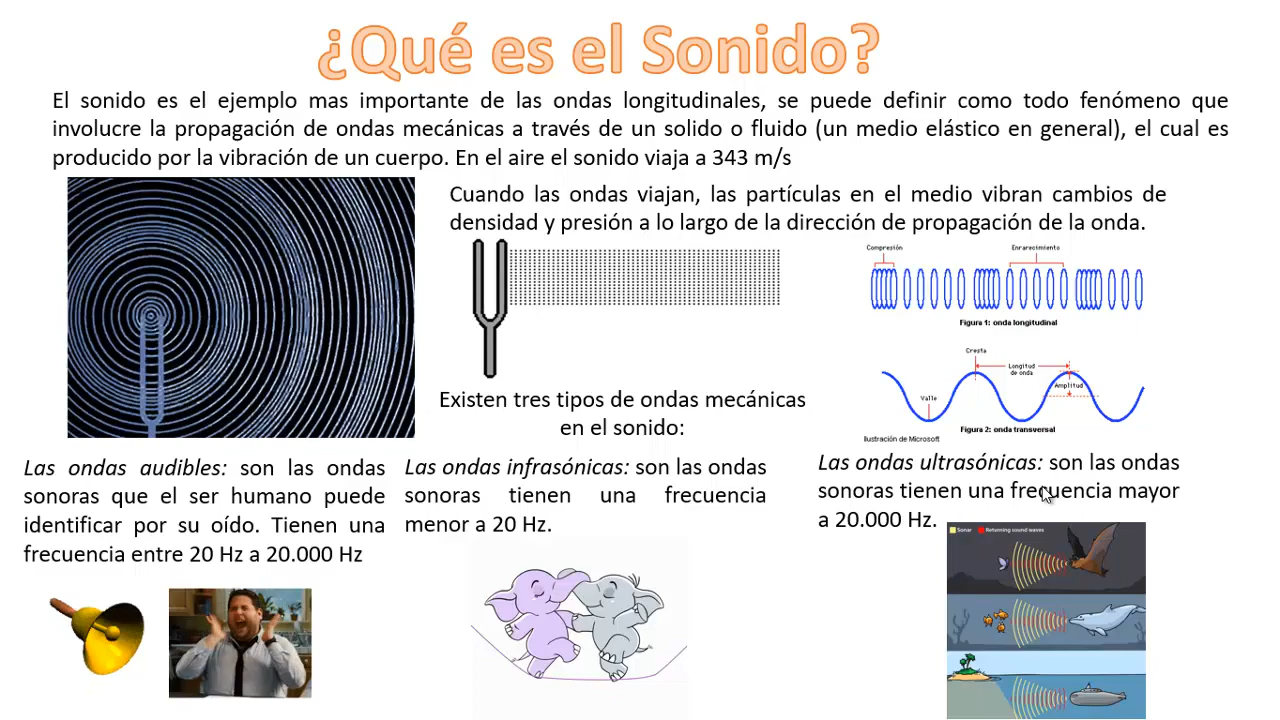 ¿Qué es el Sonido?
El sonido es el ejemplo mas importante de las ondas longitudinales, se puede definir como todo fenómeno que
involucre la propagación de ondas mecánicas a través de un solido o fluido (un medio elástico en general), el cual es
producido por la vibración de un cuerpo. En el aire el sonido viaja a 343 m/s
Cuando las ondas viajan, las partículas en el medio vibran cambios de
densidad y presión a lo largo de la dirección de propagación de la onda.
Compresión
Enrarecimiento
Figura 1: onda longitudinal
Cresta
Longitud
de onda
Amplitud
Valle
Figura 2: onda transversal
Ilustración de Microsoft
Existen tres tipos de ondas mecánicas
en el sonido:
Las ondas audibles: son las ondas
sonoras que el ser humano puede
identificar por su oído. Tienen una
frecuencia entre 20 Hz a 20.000 Hz
Las ondas infrasónicas: son las ondas
sonoras tienen una frecuencia
menor a 20 Hz.
Las ondas ultrasónicas: son las ondas
sonoras tienen una frecuencia mayor
a 20.000 Hz.
Sonar
Returning sound waves